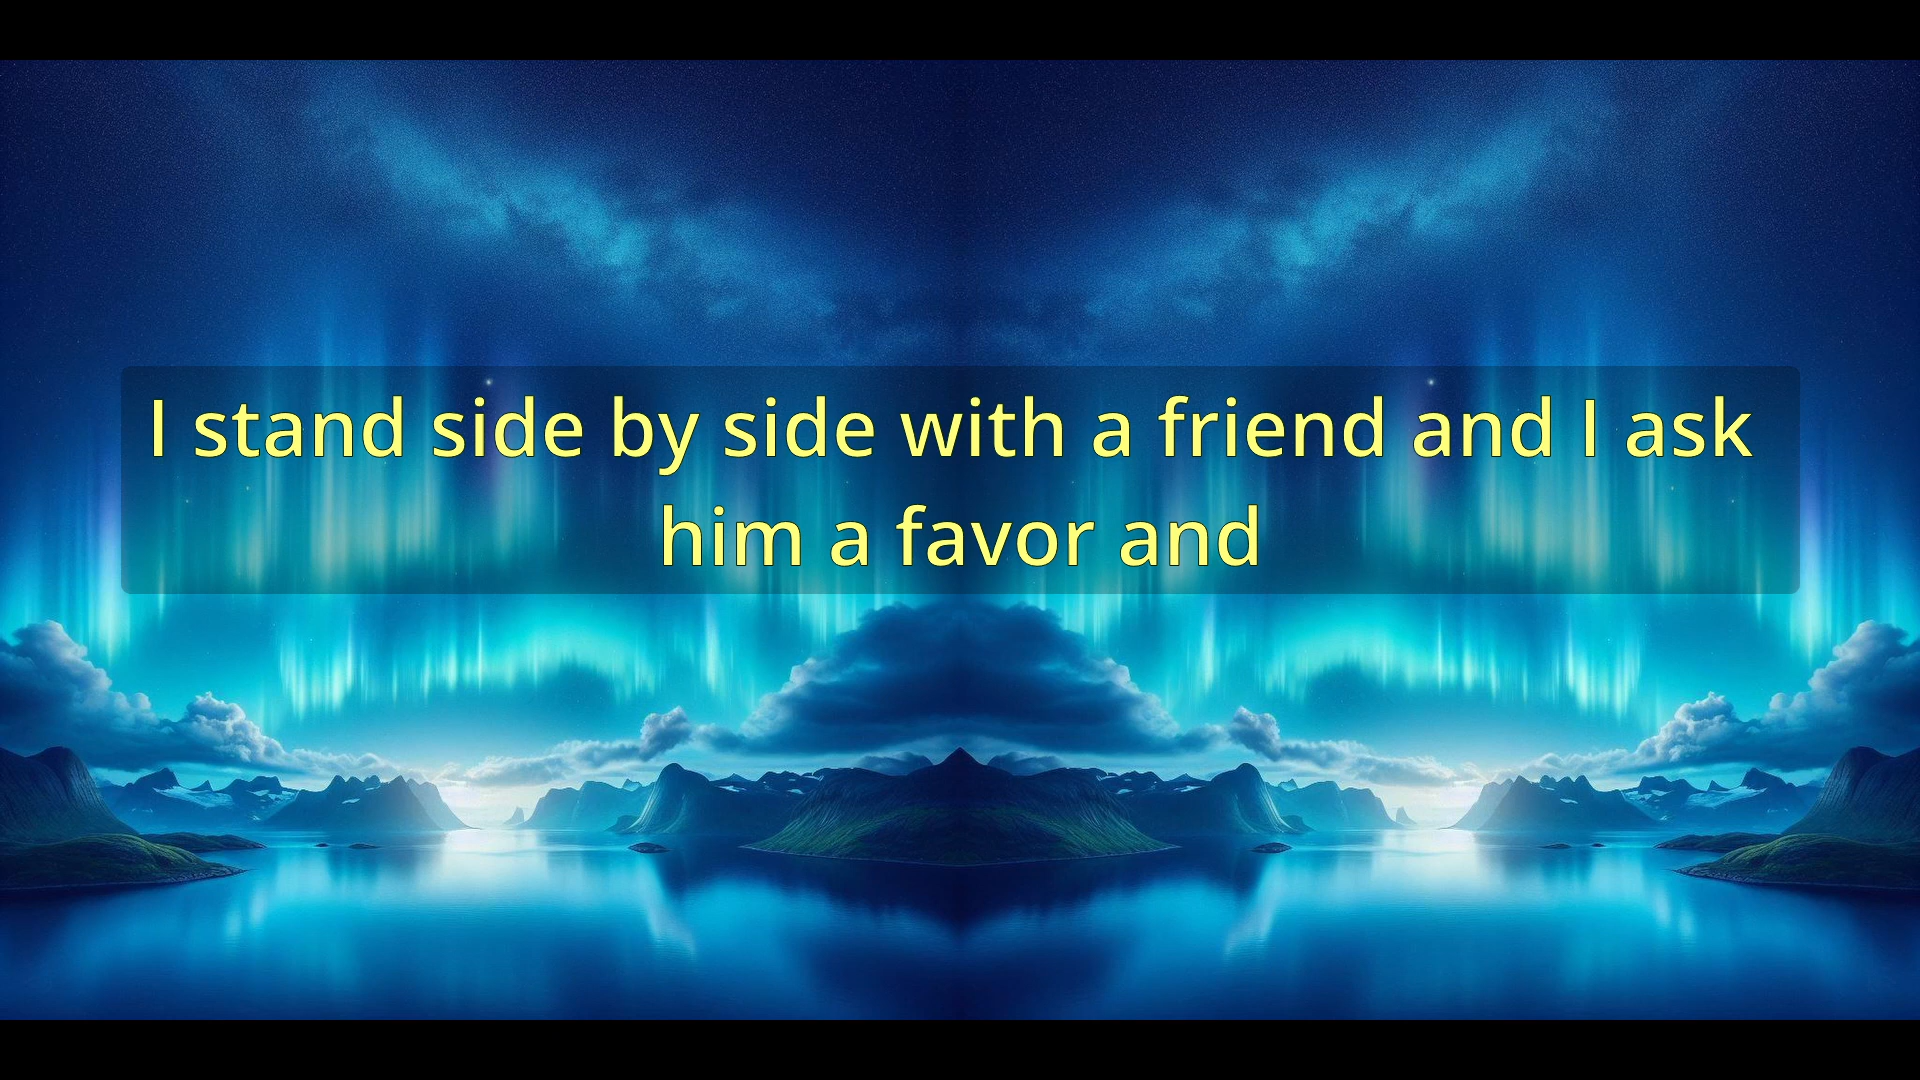 I stand side by side with a friend and I ask
him a favor and